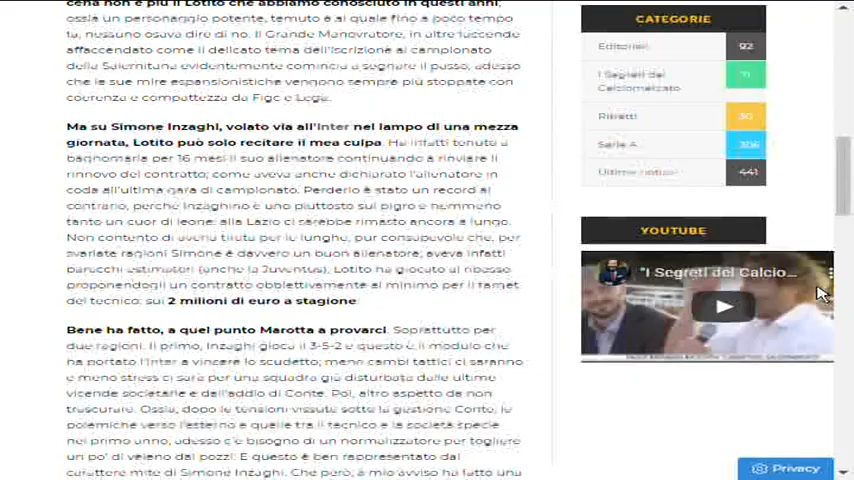 cena non è più il Lotito che abbiamo conosciuto in questi anni,
ossia un personaggio potente, temuto e al quale fino a poco tempo
fa, nessuno osava dire di no. Il Grande Manovratore, in altre faccende
affaccendato come il delicato tema dell'iscrizione al campionato
della Salernitana evidentemente comincia a segnare il passo, adesso
che le sue mire espansionistiche vengono sempre più stoppate con
coerenza e compattezza da Figc e Lega.
Ma su Simone Inzaghi, volato via all'Inter nel lampo di una mezza
giornata, Lotito può solo recitare il mea culpa. Ha infatti tenuto a
bagnomaria per 16 mesi il suo allenatore continuando a rinviare il
rinnovo del contratto; come aveva anche dichiarato l'allenatore in
coda all'ultima gara di campionato. Perderlo è stato un record al
contrario, perché Inzaghino è uno piuttosto sul pigro e nemmeno
tanto un cuor di leone: alla Lazio ci sarebbe rimasto ancora a lungo.
Non contento di averla tirata per le lunghe, pur consapevole che, per
svariate ragioni Simone è davvero un buon allenatore; aveva infatti
parecchi estimatori (anche la Juventus), Lotito ha giocato al ribasso
proponendogli un contratto obbiettivamente al minimo per il famet
del tecnico: sui 2 milioni di euro a stagione.
Bene ha fatto, a quel punto Marotta a provarci. Soprattutto per
due ragioni. Il primo, Inzaghi gioca il 3-5-2 e questo è il modulo che
ha portato l'Inter a vincere lo scudetto; meno cambi tattici ci saranno
e meno stress ci sarà per una squadra già disturbata dalle ultime
vicende societarie e dall'addio di Conte. Poi, altro aspetto da non
trascurare. Ossia, dopo le tensioni vissute sotto la gestione Conte, le
polemiche verso l'esterno e quelle tra il tecnico e la società specie
nel primo anno, adesso c'è bisogno di un normalizzatore per togliere
un po' di veleno dai pozzi. E questo è ben rappresentato dal
carattere mite di Simone Inzaghi. Che però, a mio avviso ha fatto una
CATEGORIE
Editoriali 92
I Segreti del
Calciomercato 11
Ritratti 30
Serie A 306
Ultime notizie 441
YOUTUBE
"I Segreti del Calcio...
Privacy